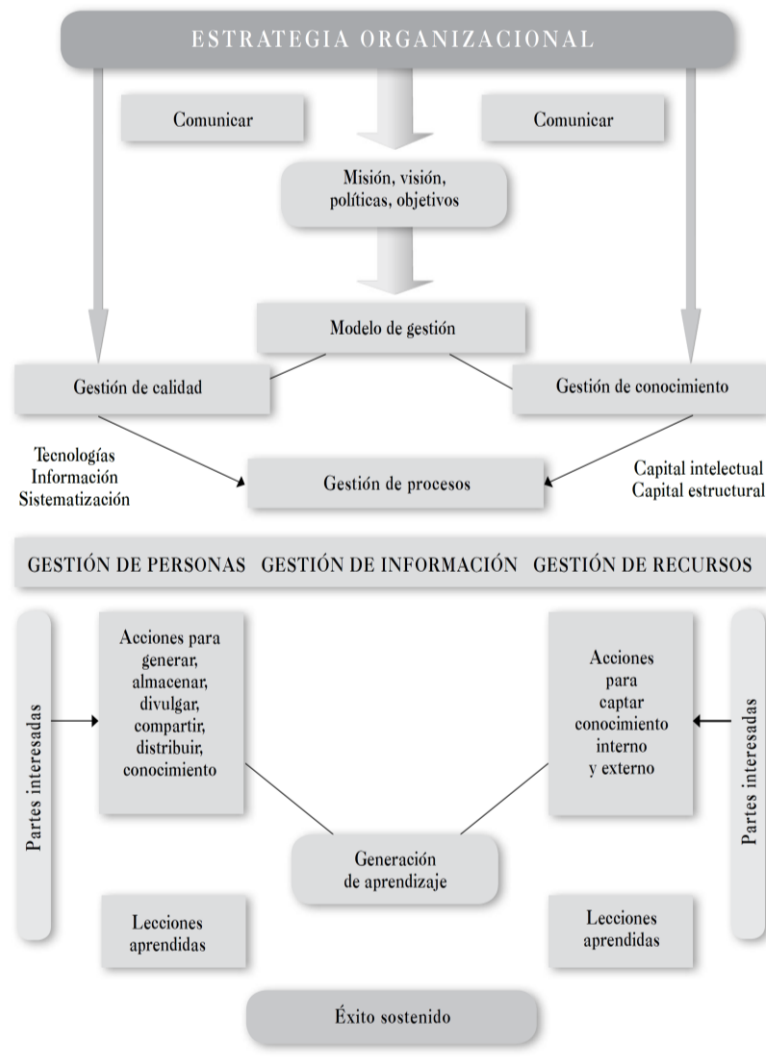 ESTRATEGIA ORGANIZACIONAL
Comunicar
Comunicar
Misión, visión,
políticas, objetivos
Modelo de gestión
Gestión de calidad
Gestión de conocimiento
Tecnologías
Información
Sistematización
Gestión de procesos
Capital intelectual
Capital estructural
GESTIÓN DE PERSONAS GESTIÓN DE INFORMACIÓN GESTIÓN DE RECURSOS
Partes interesadas
Acciones para
generar,
almacenar,
divulgar,
compartir,
distribuir,
conocimiento
Acciones
para
captar
conocimiento
interno
y externo
Partes interesadas
Generación
de aprendizaje
Lecciones
aprendidas
Lecciones
aprendidas
Éxito sostenido